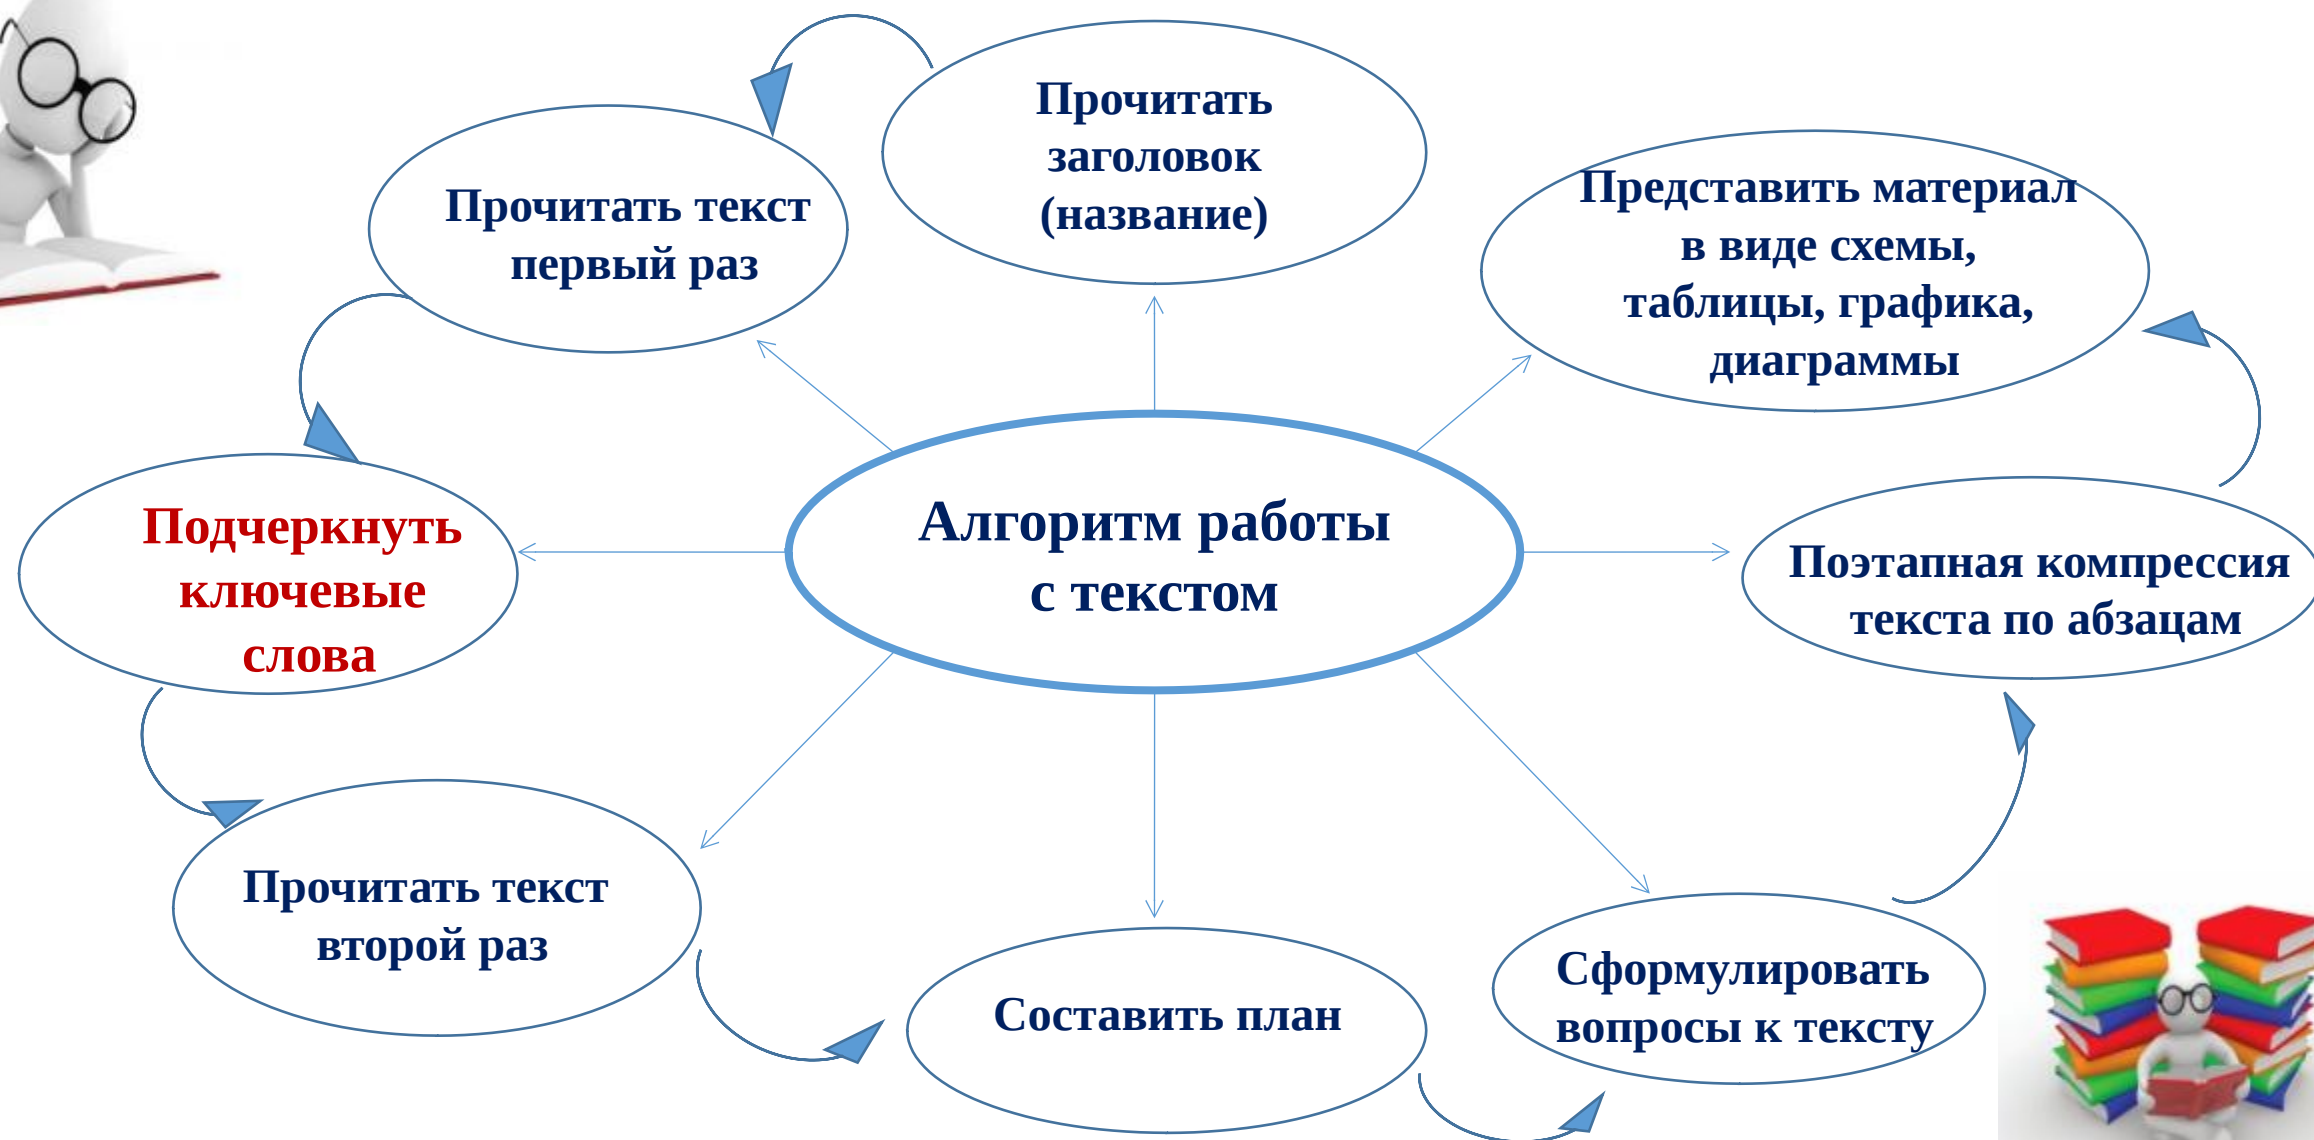 Прочитать
заголовок
(название)
Прочитать текст
первый раз
Представить материал
в виде схемы,
таблицы, графика,
диаграммы
Алгоритм работы
с текстом
Подчеркнуть
ключевые
слова
Поэтапная компрессия
текста по абзацам
Прочитать текст
второй раз
Составить план
Сформулировать
вопросы к тексту